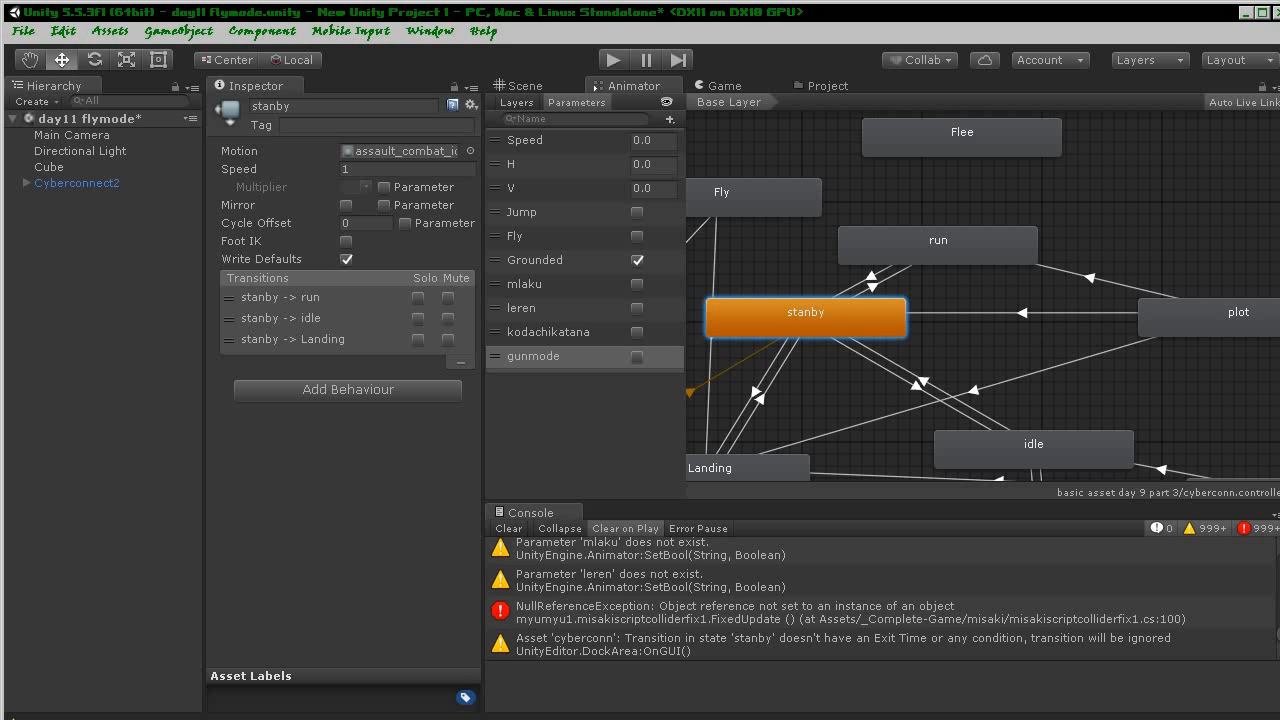 Unity 5.5.3f1 (64bit) - day11 flymode.unity - New Unity Project 1 - PC, Mac & Linux Standalone* <DX11 on DX10 GPU>
File Edit Assets GameObject Component Mobile Input Window Help
Center Local Collab Account Layers Layout
Hierarchy
Create All
day11 flymode*
Main Camera
Directional Light
Cube
Cyberconnect2
Inspector
stanby
Tag
Motion assault_combat_
Speed 1
Multiplier Parameter
Mirror Parameter
Cycle Offset 0 Parameter
Foot IK
Write Defaults
Transitions Solo Mute
stanby -> run
stanby -> idle
stanby -> Landing
Add Behaviour
Asset Labels
Scene Animator Game Project
Layers Parameters Base Layer Auto Live Link
Name
Speed 0.0
H 0.0
V 0.0
Jump
Fly
Grounded
mlaku
leren
kodachikatana
gunmode
Flee
Fly
run
stanby
plot
idle
Landing
basic asset day 9 part 3/cyberconn.controlle
Console
Clear Collapse Clear on Play Error Pause 0 999+ 999+
Parameter 'mlaku' does not exist.
UnityEngine.Animator:SetBool(String, Boolean)
Parameter 'leren' does not exist.
UnityEngine.Animator:SetBool(String, Boolean)
NullReferenceException: Object reference not set to an instance of an object
myumyu1.misakiscriptcolliderfix1.FixedUpdate () (at Assets/_Complete-Game/misaki/misakiscriptcolliderfix1.cs:100)
Asset 'cyberconn': Transition in state 'stanby' doesn't have an Exit Time or any condition, transition will be ignored
UnityEditor.DockArea:OnGUI()